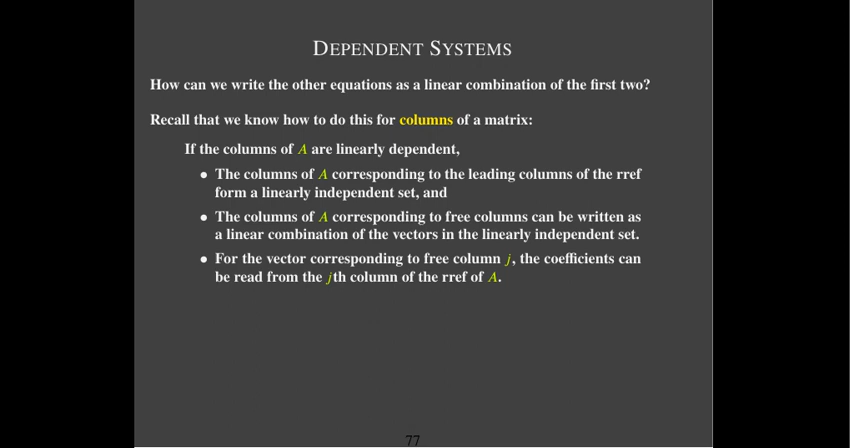 DEPENDENT SYSTEMS
How can we write the other equations as a linear combination of the first two?
Recall that we know how to do this for columns of a matrix:
If the columns of A are linearly dependent,
• The columns of A corresponding to the leading columns of the rref
form a linearly independent set, and
• The columns of A corresponding to free columns can be written as
a linear combination of the vectors in the linearly independent set.
• For the vector corresponding to free column j, the coefficients can
be read from the jth column of the rref of A.
77